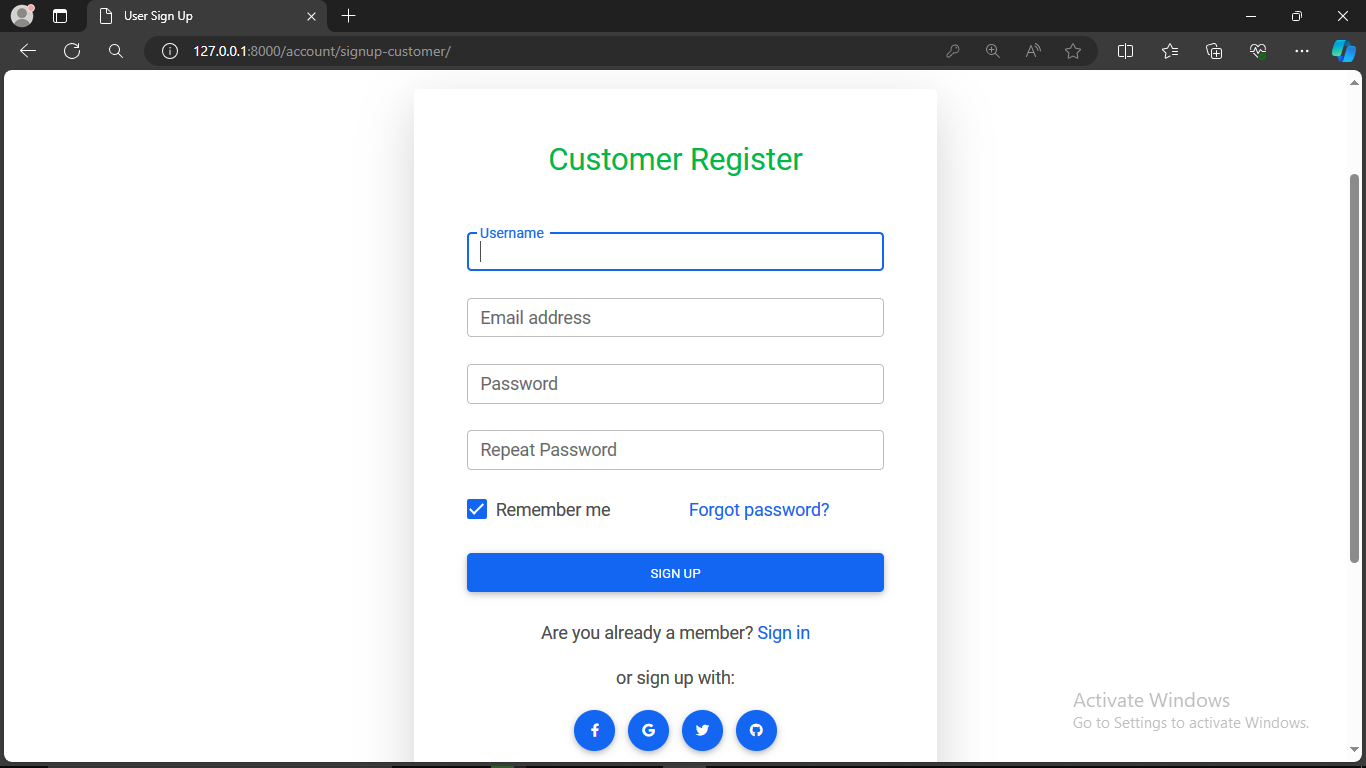 User Sign Up
127.0.0.1:8000/account/signup-customer/
Customer Register
Username
Email address
Password
Repeat Password
Remember me Forgot password?
SIGN UP
Are you already a member? Sign in
or sign up with:
Activate Windows
Go to Settings to activate Windows.